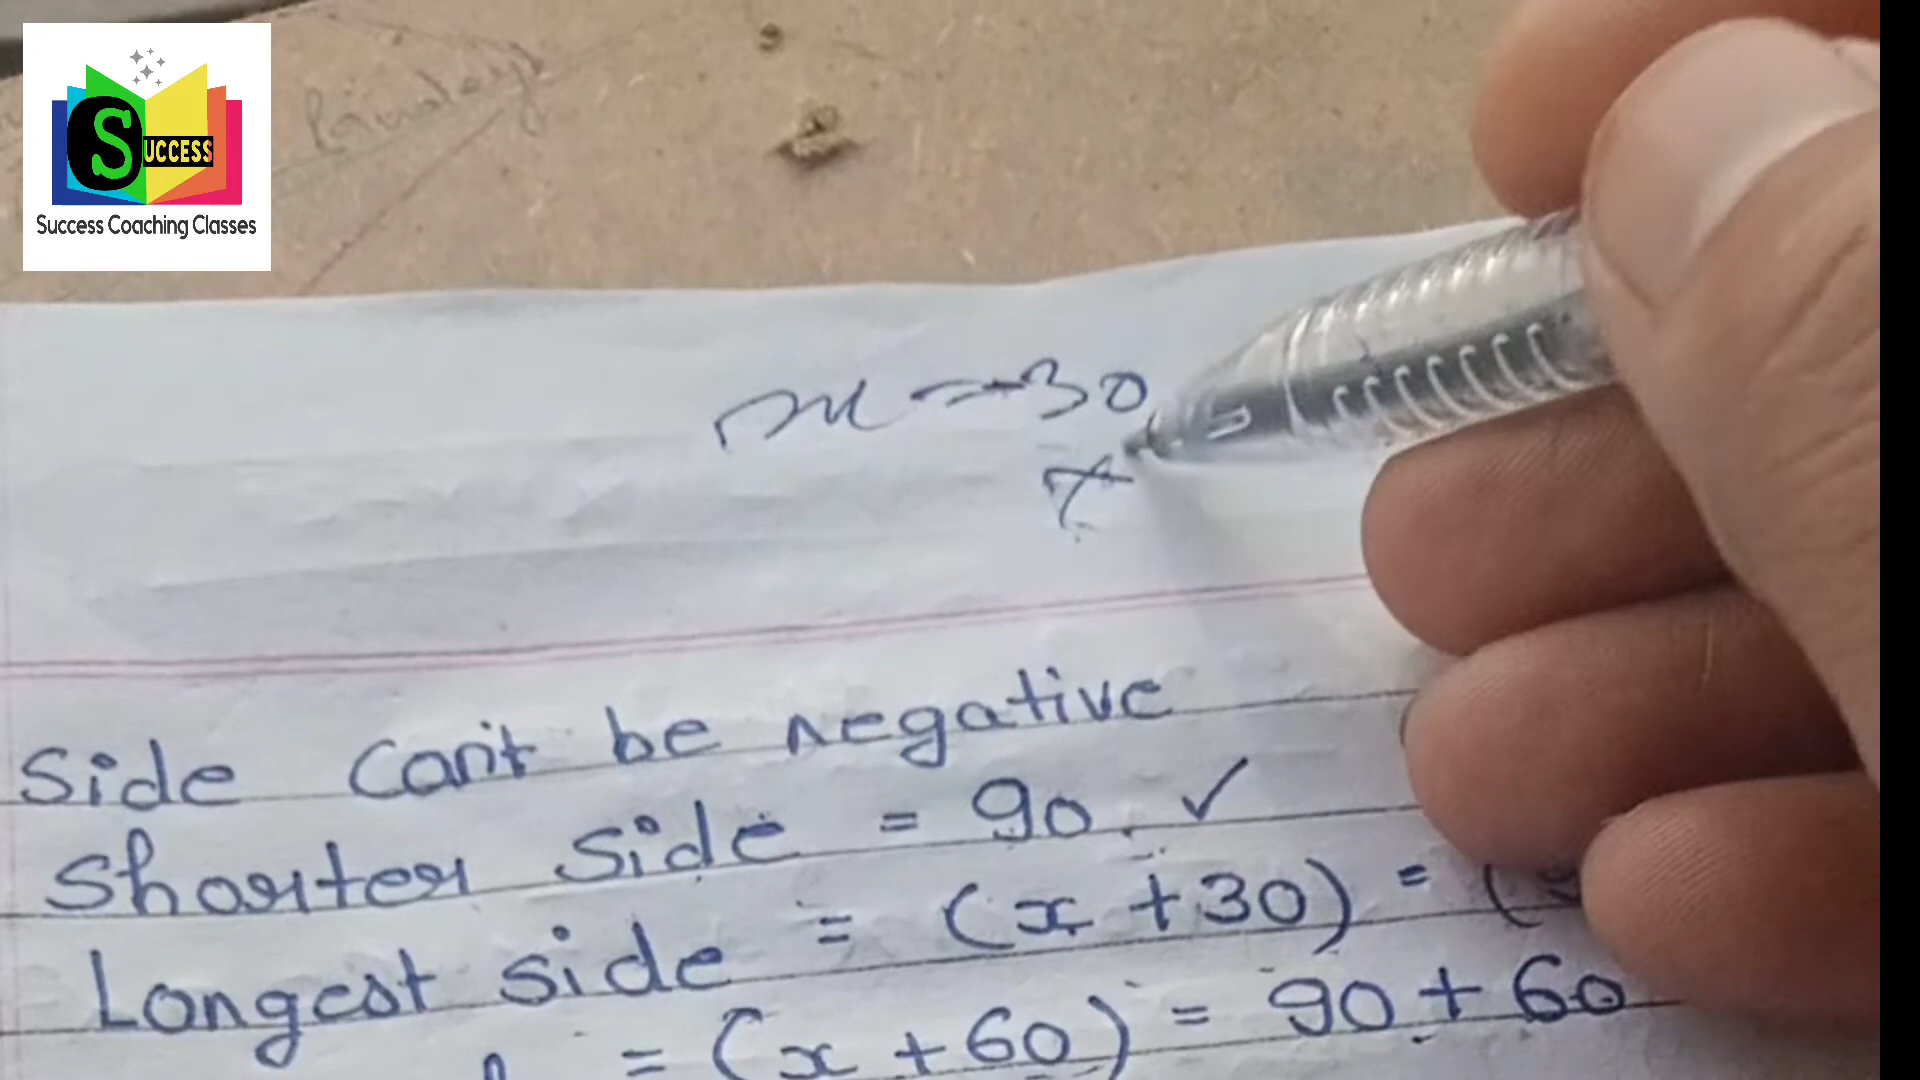 SUCCESS
Success Coaching Classes
x = -30
Side can't be negative
Shorter side = 90. ✓
Longest side = (x + 30) = (
= (x + 60) = 90 + 60